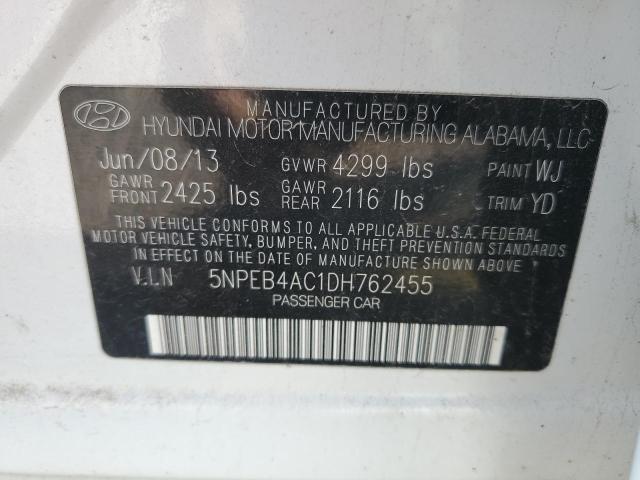 MANUFACTURED BY
HYUNDAI MOTOR MANUFACTURING ALABAMA, LLC
Jun/08/13 GVWR 4299 lbs PAINT WJ
GAWR FRONT 2425 lbs GAWR REAR 2116 lbs TRIM YD
THIS VEHICLE CONFORMS TO ALL APPLICABLE U.S.A. FEDERAL
MOTOR VEHICLE SAFETY, BUMPER, AND THEFT PREVENTION STANDARDS
IN EFFECT ON THE DATE OF MANUFACTURE SHOWN ABOVE.
V.I.N 5NPEB4AC1DH762455
PASSENGER CAR